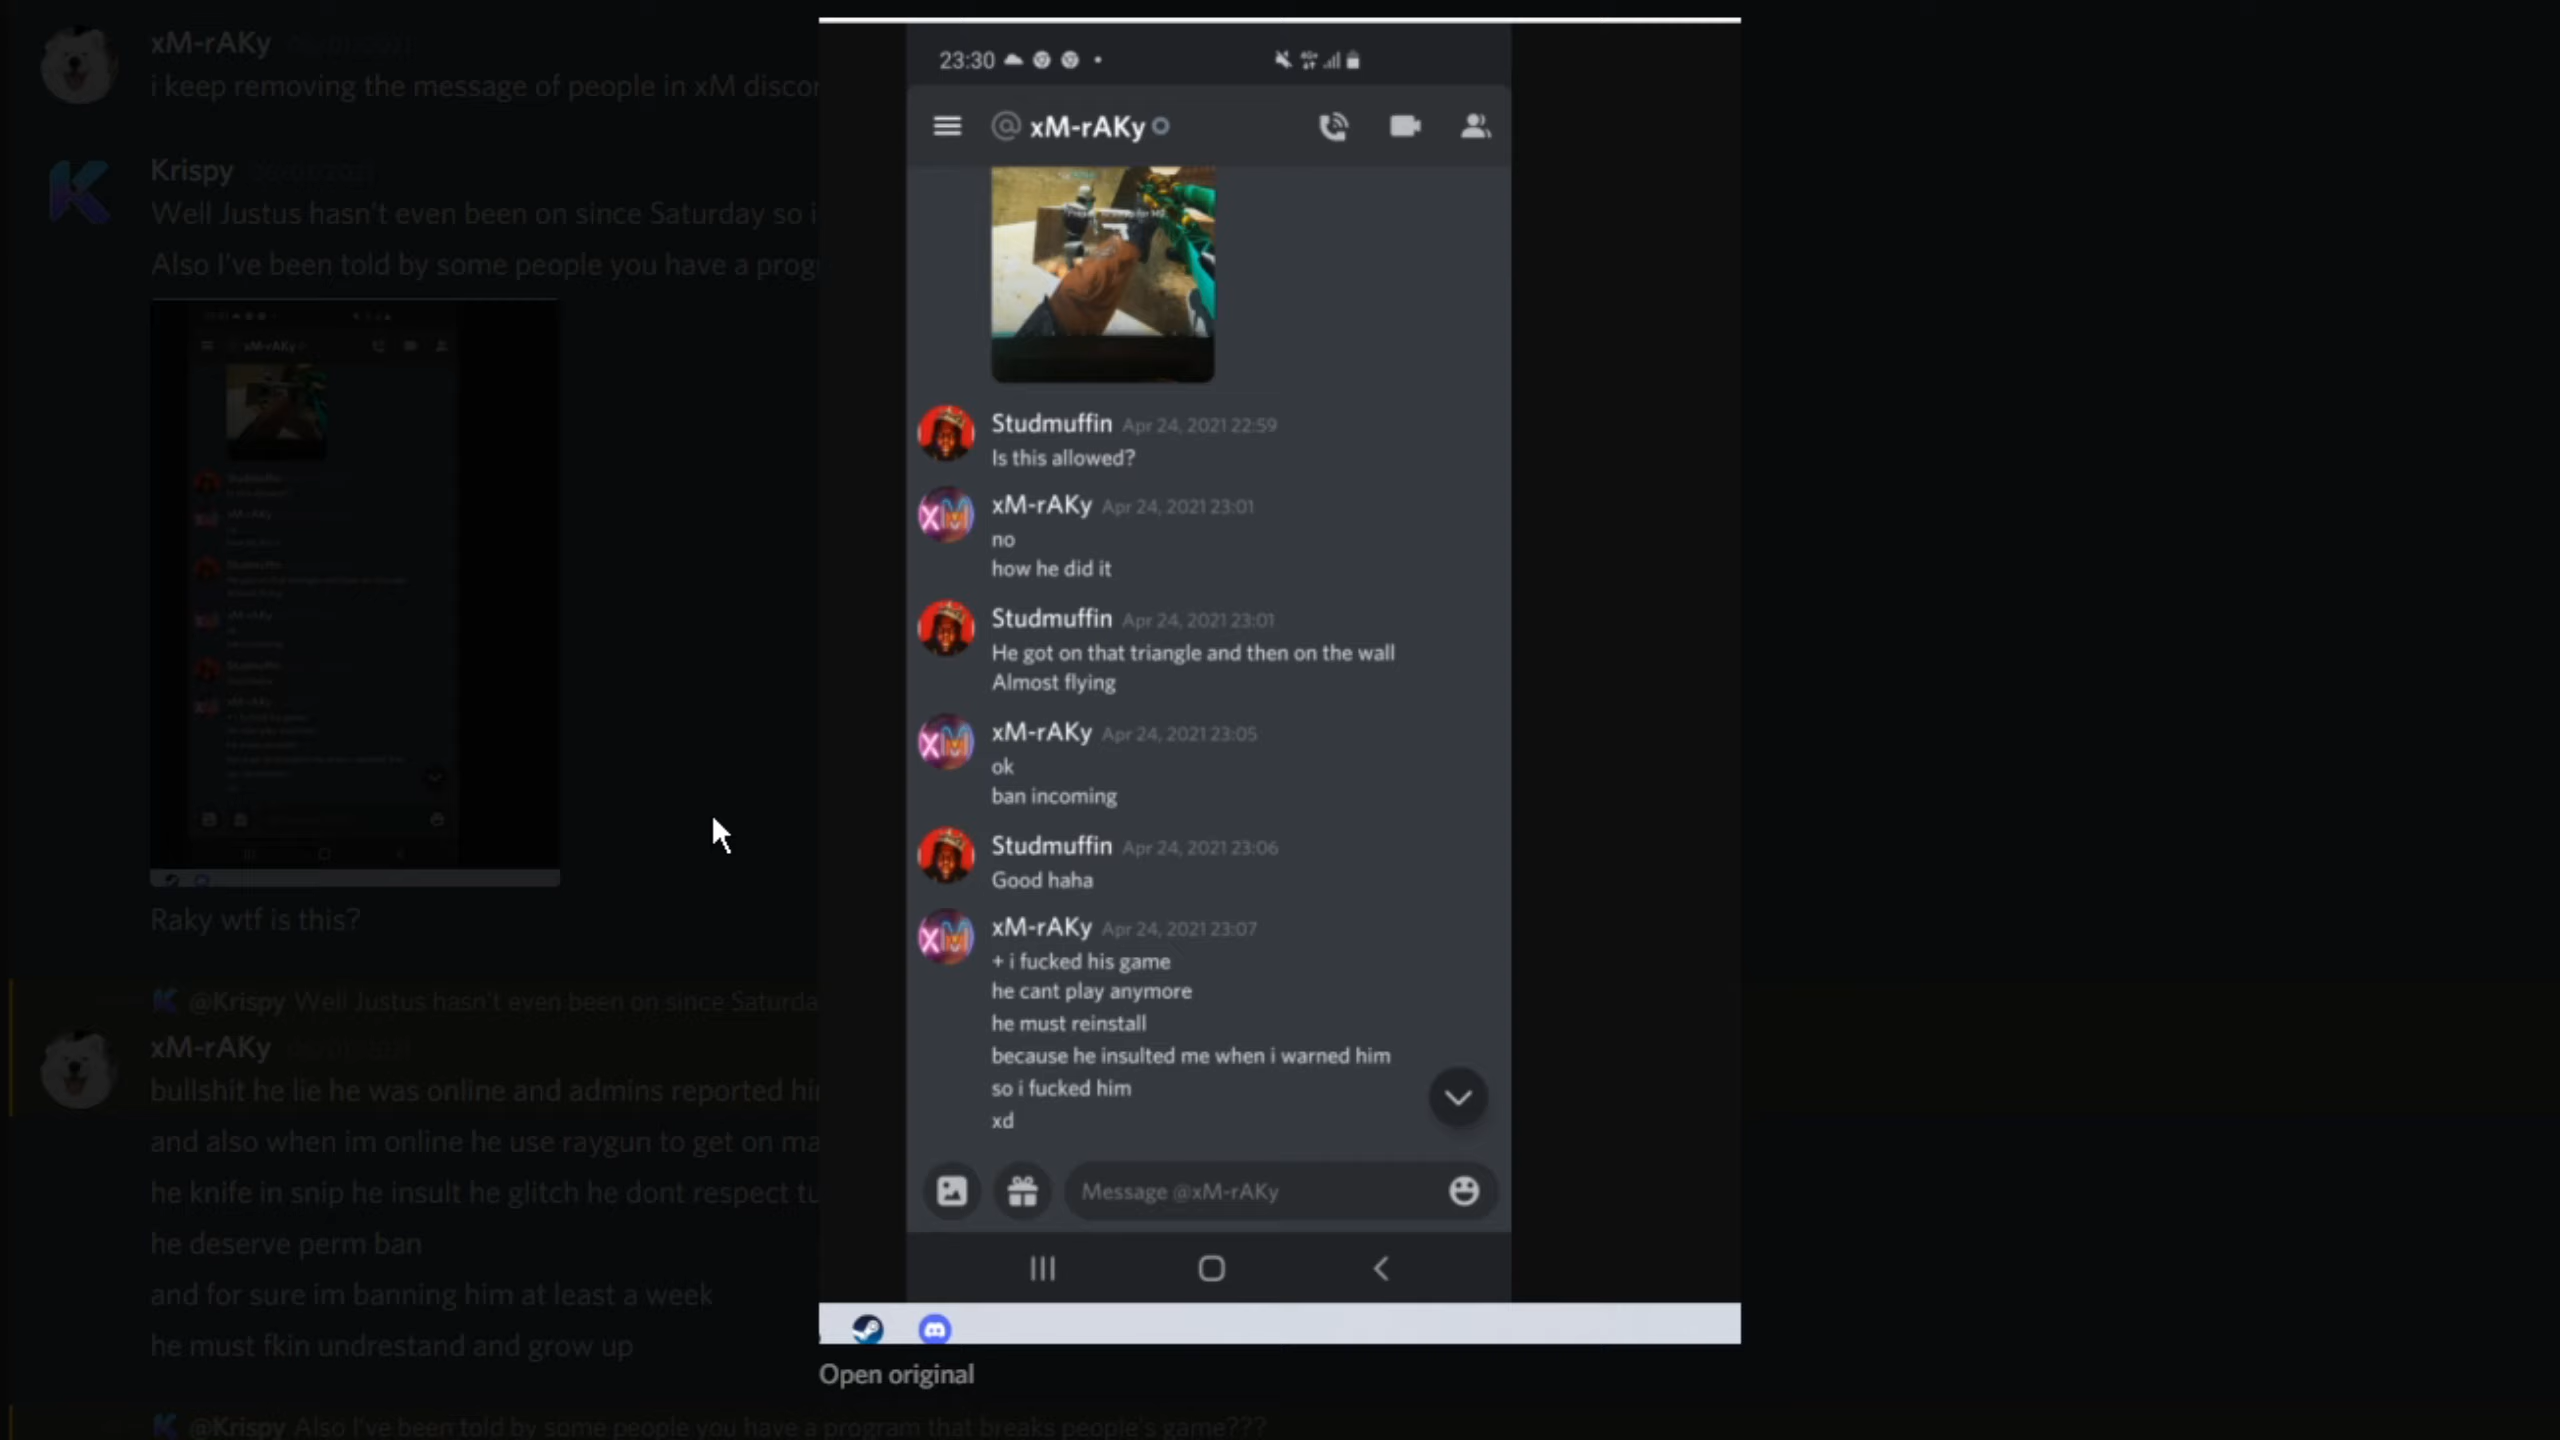 xM-rAKy
i keep removing the message of people in xM discor
Krispy
Well Justus hasn't even been on since Saturday so i
Also I've been told by some people you have a progr
xM-rAKy
Raky wtf is this?
@Krispy Well Justus hasn't even been on since Saturda
xM-rAKy
bullshit he lie he was online and admins reported hi
and also when im online he use raygun to get on ma
he knife in snip he insult he glitch he dont respect tu
he deserve perm ban
and for sure im banning him at least a week
he must fkin undrestand and grow up
@Krispy Also I've been told by some people you have a program that breaks people's game???
23:30
@ xM-rAKy
Studmuffin Apr 24, 2021 22:59
Is this allowed?
xM-rAKy Apr 24, 2021 23:01
no
how he did it
Studmuffin Apr 24, 2021 23:01
He got on that triangle and then on the wall
Almost flying
xM-rAKy Apr 24, 2021 23:05
ok
ban incoming
Studmuffin Apr 24, 2021 23:06
Good haha
xM-rAKy Apr 24, 2021 23:07
+ i fucked his game
he cant play anymore
he must reinstall
because he insulted me when i warned him
so i fucked him
xd
Message @xM-rAKy
Open original